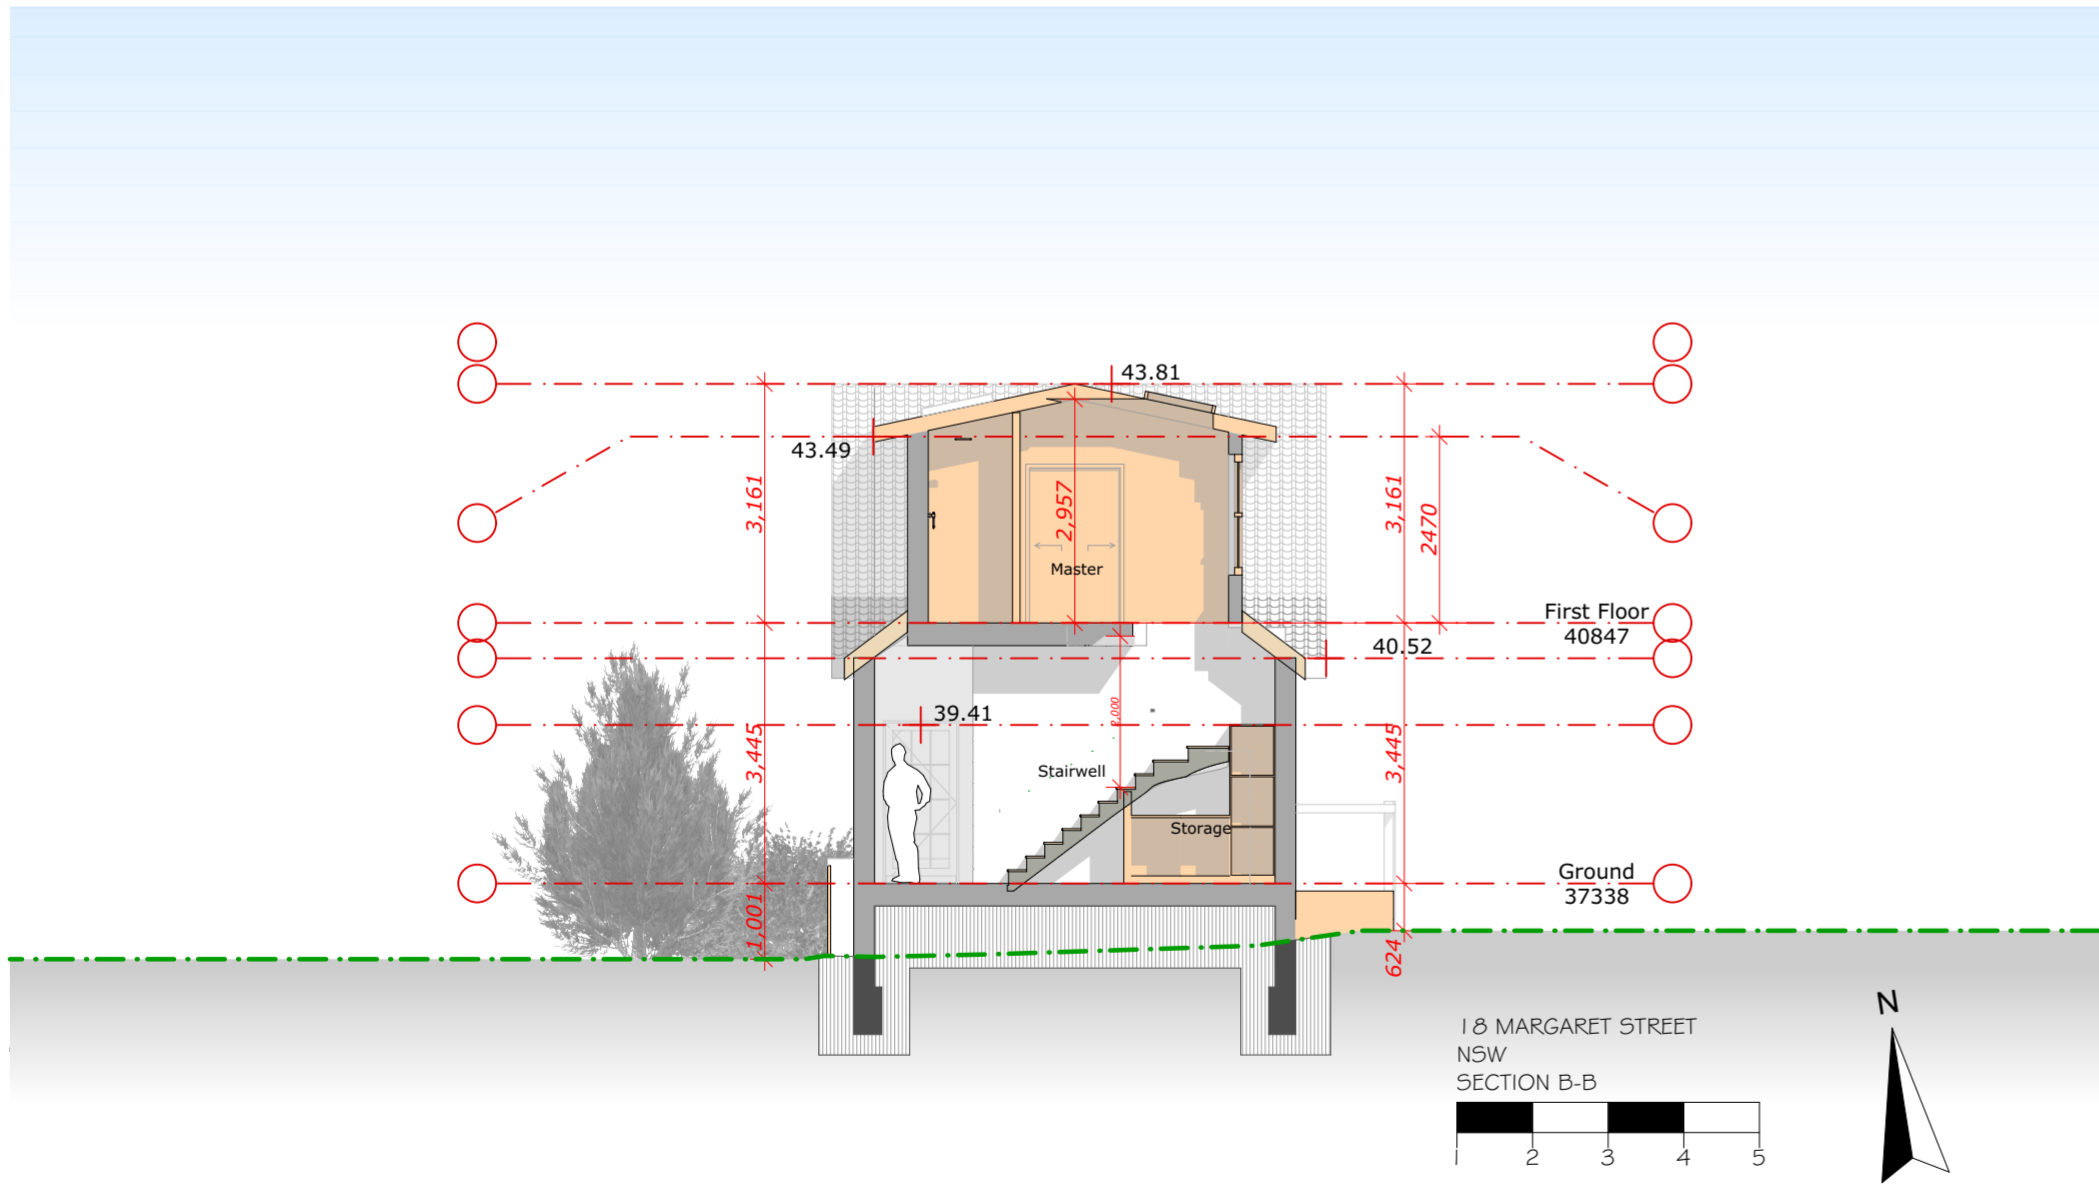 43.81
43.49
3,161
2,957
3,161
2470
Master
First Floor
40847
40.52
39.41
3,445
2,000
3,445
Stairwell
Storage
Ground
37338
1,001
624
N
18 MARGARET STREET
NSW
SECTION B-B
1 2 3 4 5